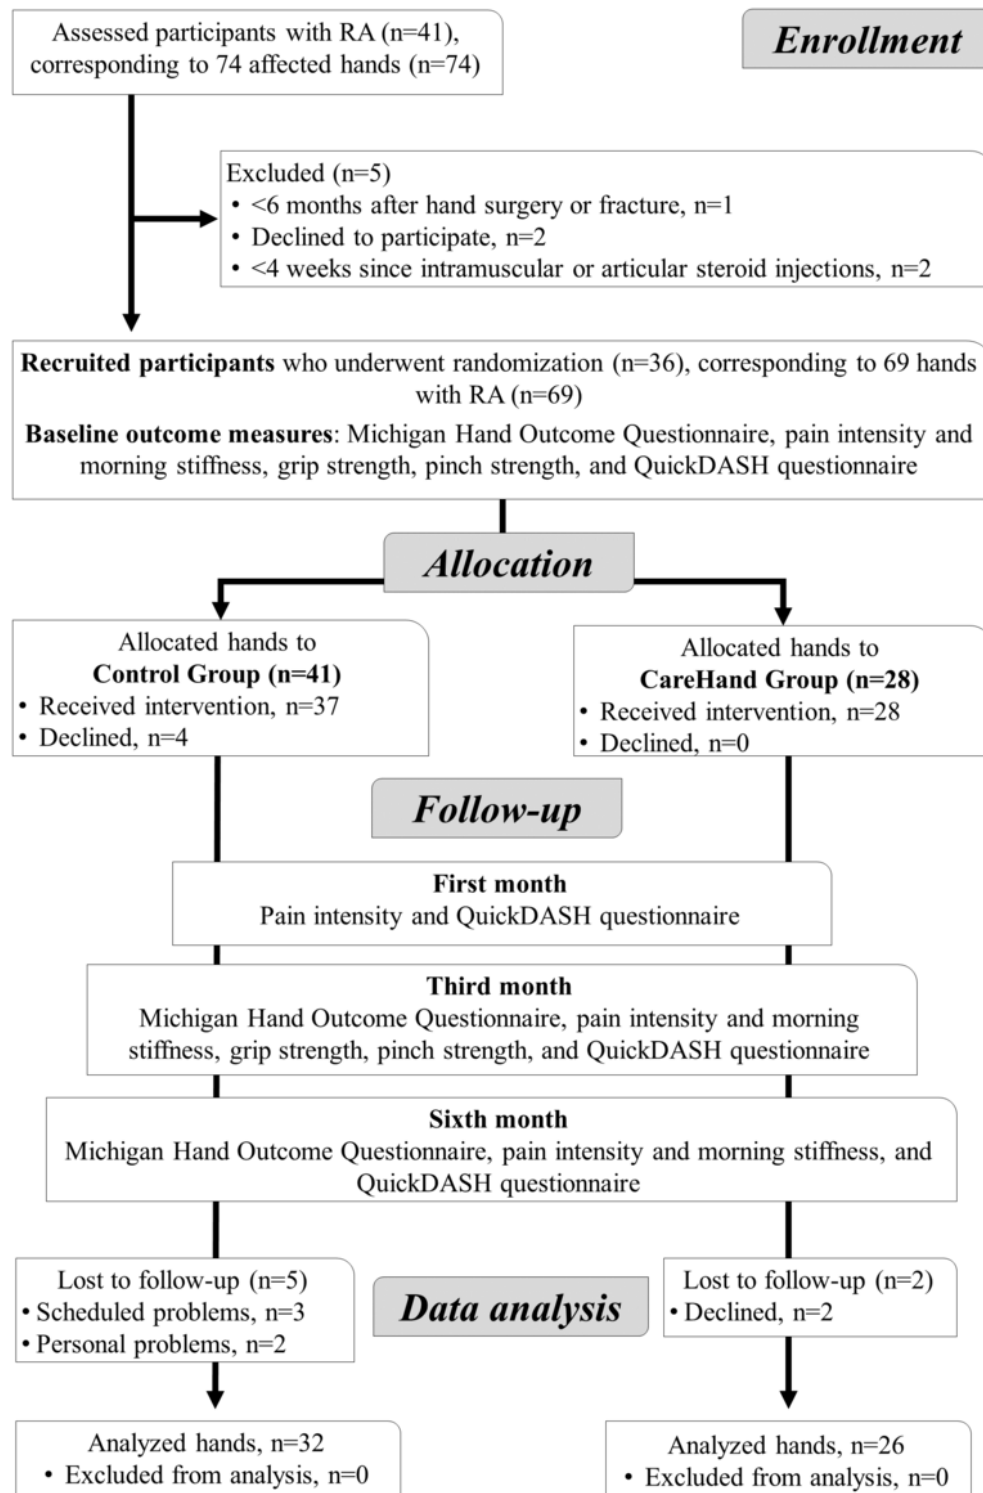 Assessed participants with RA (n=41),
corresponding to 74 affected hands (n=74)
Enrollment
Excluded (n=5)
• <6 months after hand surgery or fracture, n=1
• Declined to participate, n=2
• <4 weeks since intramuscular or articular steroid injections, n=2
Recruited participants who underwent randomization (n=36), corresponding to 69 hands
with RA (n=69)
Baseline outcome measures: Michigan Hand Outcome Questionnaire, pain intensity and
morning stiffness, grip strength, pinch strength, and QuickDASH questionnaire
Allocation
Allocated hands to
Control Group (n=41)
• Received intervention, n=37
• Declined, n=4
Allocated hands to
CareHand Group (n=28)
• Received intervention, n=28
• Declined, n=0
Follow-up
First month
Pain intensity and QuickDASH questionnaire
Third month
Michigan Hand Outcome Questionnaire, pain intensity and morning
stiffness, grip strength, pinch strength, and QuickDASH questionnaire
Sixth month
Michigan Hand Outcome Questionnaire, pain intensity and morning stiffness, and
QuickDASH questionnaire
Lost to follow-up (n=5)
• Scheduled problems, n=3
• Personal problems, n=2
Data analysis
Lost to follow-up (n=2)
• Declined, n=2
Analyzed hands, n=32
• Excluded from analysis, n=0
Analyzed hands, n=26
• Excluded from analysis, n=0